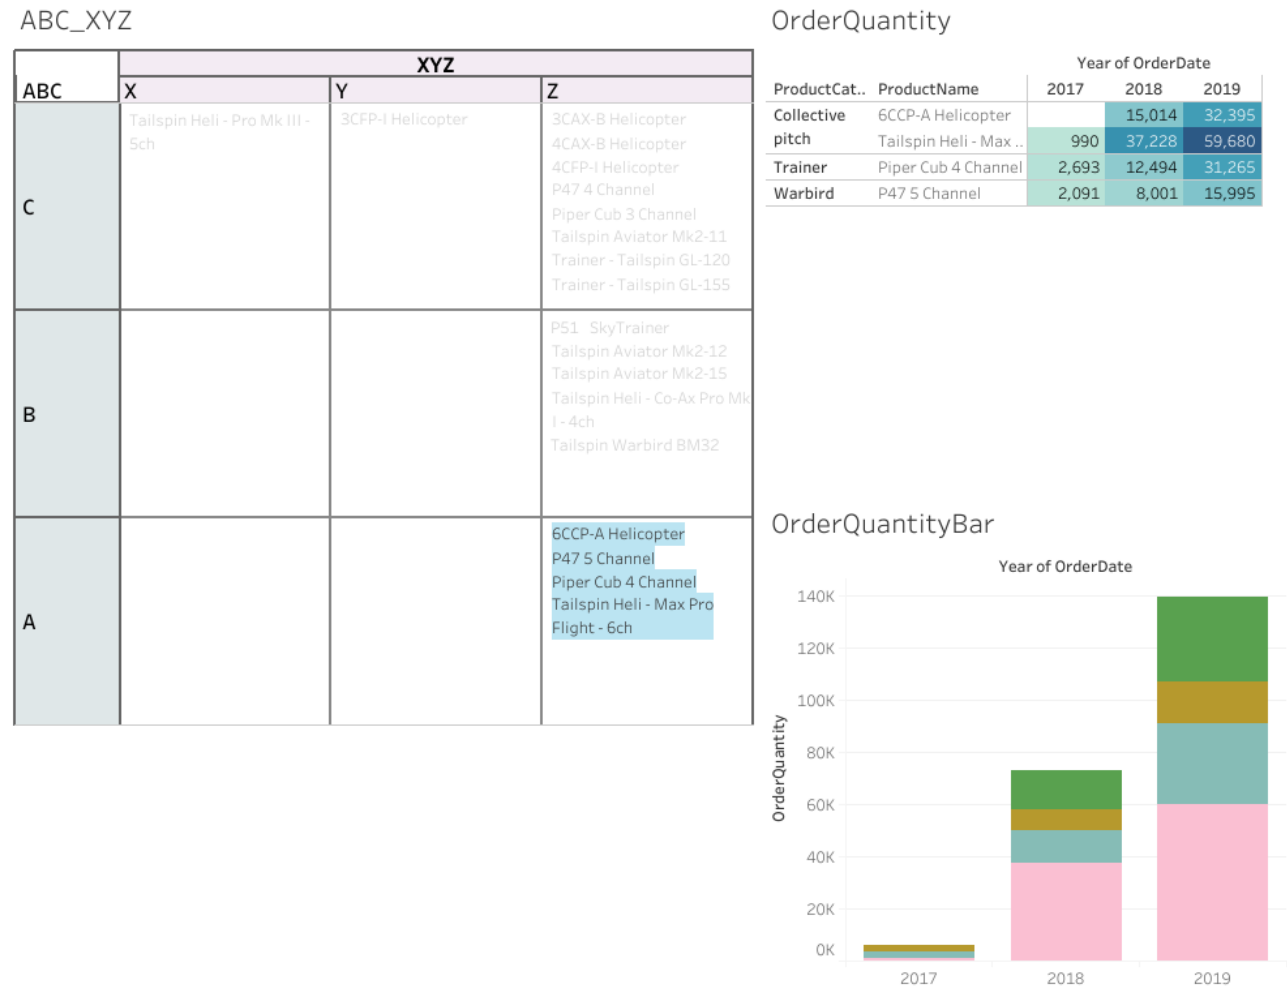 ABC_XYZ
XYZ
ABC X Y Z
C
Tailspin Heli - Pro Mk III -
5ch
3CFP-I Helicopter
3CAX-B Helicopter
4CAX-B Helicopter
4CFP-I Helicopter
P47 4 Channel
Piper Cub 3 Channel
Tailspin Aviator Mk2-11
Trainer - Tailspin GL-120
Trainer - Tailspin GL-155
B
P51 SkyTrainer
Tailspin Aviator Mk2-12
Tailspin Aviator Mk2-15
Tailspin Heli - Co-Ax Pro Mk
I - 4ch
Tailspin Warbird BM32
A
6CCP-A Helicopter
P47 5 Channel
Piper Cub 4 Channel
Tailspin Heli - Max Pro
Flight - 6ch
OrderQuantity
Year of OrderDate
ProductCat.. ProductName 2017 2018 2019
Collective 6CCP-A Helicopter 15,014 32,395
pitch Tailspin Heli - Max .. 990 37,228 59,680
Trainer Piper Cub 4 Channel 2,693 12,494 31,265
Warbird P47 5 Channel 2,091 8,001 15,995
OrderQuantityBar
Year of OrderDate
OrderQuantity
140K
120K
100K
80K
60K
40K
20K
0K
2017 2018 2019